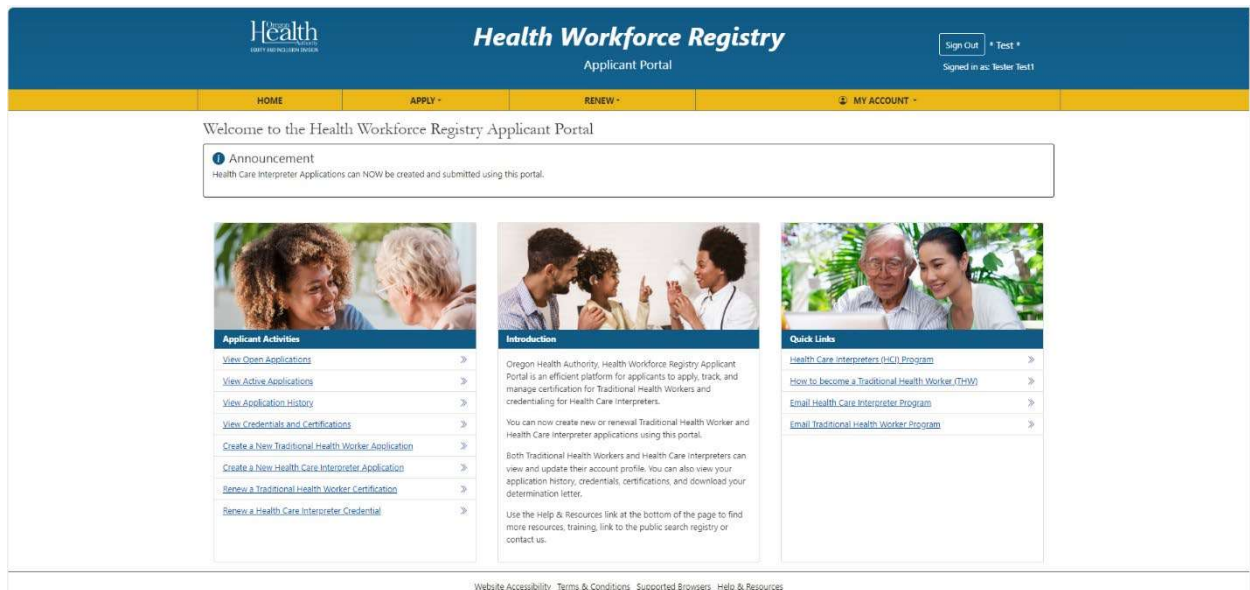 Oregon
Health
Authority
EQUITY AND INCLUSION DIVISION
Health Workforce Registry
Applicant Portal
Sign Out * Test *
Signed in as: Tester Test1
HOME APPLY RENEW MY ACCOUNT
Welcome to the Health Workforce Registry Applicant Portal
Announcement
Health Care Interpreter Applications can NOW be created and submitted using this portal.
Applicant Activities
View Open Applications
View Active Applications
View Application History
View Credentials and Certifications
Create a New Traditional Health Worker Application
Create a New Health Care Interpreter Application
Renew a Traditional Health Worker Certification
Renew a Health Care Interpreter Credential
Introduction
Oregon Health Authority, Health Workforce Registry Applicant
Portal is an efficient platform for applicants to apply, track, and
manage certification for Traditional Health Workers and
credentialing for Health Care Interpreters.
You can now create new or renewal Traditional Health Worker and
Health Care Interpreter applications using this portal.
Both Traditional Health Workers and Health Care Interpreters can
view and update their account profile. You can also view your
application history, credentials, certifications, and download your
determination letter.
Use the Help & Resources link at the bottom of the page to find
more resources, training, link to the public search registry or
contact us.
Quick Links
Health Care Interpreters (HCI) Program
How to become a Traditional Health Worker (THW)
Email Health Care Interpreter Program
Email Traditional Health Worker Program
Website Accessibility Terms & Conditions Supported Browsers Help & Resources